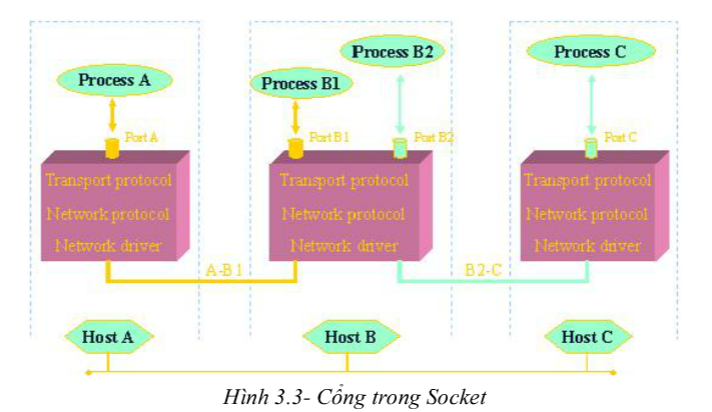 Process B2
Process C
Process A
Process B1
Port A
Port B1
Port B2
Port C
Transport protocol
Network protocol
Network driver
Transport protocol
Network protocol
Network driver
Transport protocol
Network protocol
Network driver
A-B1
B2-C
Host A
Host B
Host C
Hình 3.3- Cổng trong Socket